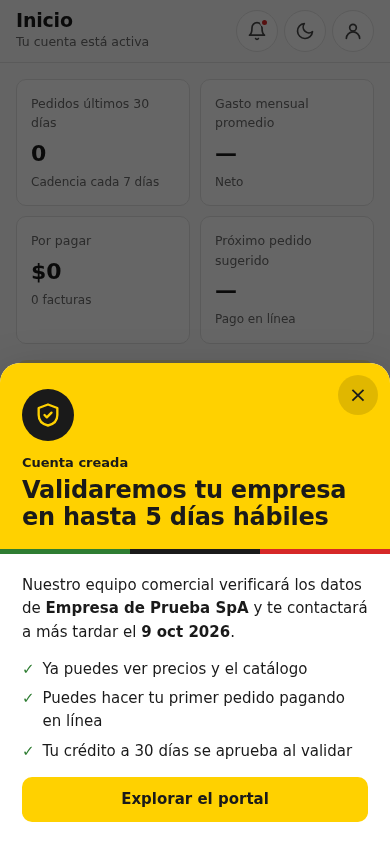 Inicio
Tu cuenta está activa
Pedidos últimos 30
días
0
Cadencia cada 7 días
Gasto mensual
promedio
—
Neto
Por pagar
$0
0 facturas
Próximo pedido
sugerido
—
Pago en línea
Cuenta creada
Validaremos tu empresa
en hasta 5 días hábiles
Nuestro equipo comercial verificará los datos
de Empresa de Prueba SpA y te contactará
a más tardar el 9 oct 2026.
✓ Ya puedes ver precios y el catálogo
✓ Puedes hacer tu primer pedido pagando
en línea
✓ Tu crédito a 30 días se aprueba al validar
Explorar el portal